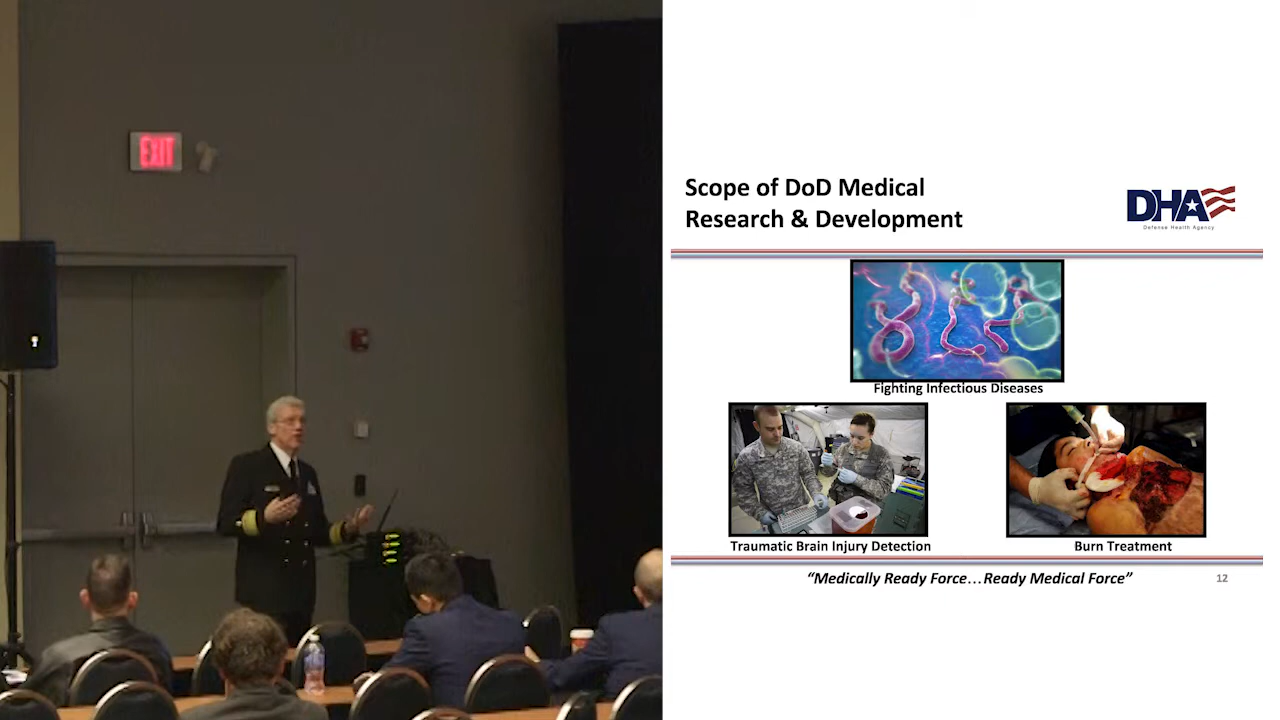 EXIT
Scope of DoD Medical
Research & Development
DHA
Defense Health Agency
Fighting Infectious Diseases
Traumatic Brain Injury Detection
Burn Treatment
“Medically Ready Force…Ready Medical Force”
12